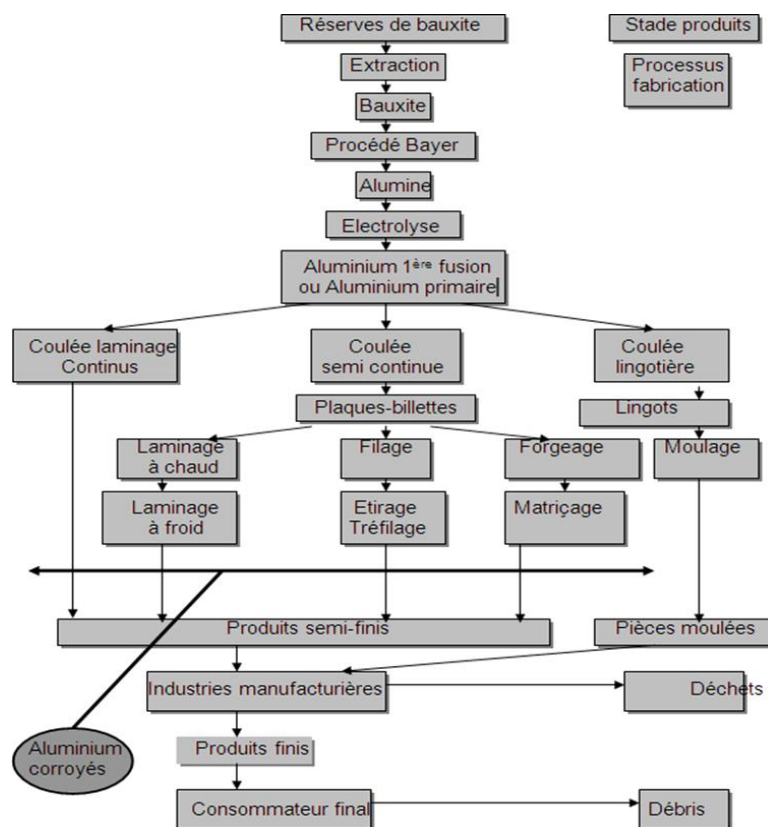 Réserves de bauxite
Stade produits
Extraction
Processus
fabrication
Bauxite
Procédé Bayer
Alumine
Electrolyse
Aluminium 1ère fusion
ou Aluminium primaire
Coulée laminage
Continus
Coulée
semi continue
Coulée
lingotière
Plaques-billettes
Lingots
Laminage
à chaud
Filage
Forgeage
Moulage
Laminage
à froid
Etirage
Tréfilage
Matriçage
Produits semi-finis
Pièces moulées
Industries manufacturières
Déchets
Aluminium
corroyés
Produits finis
Consommateur final
Débris